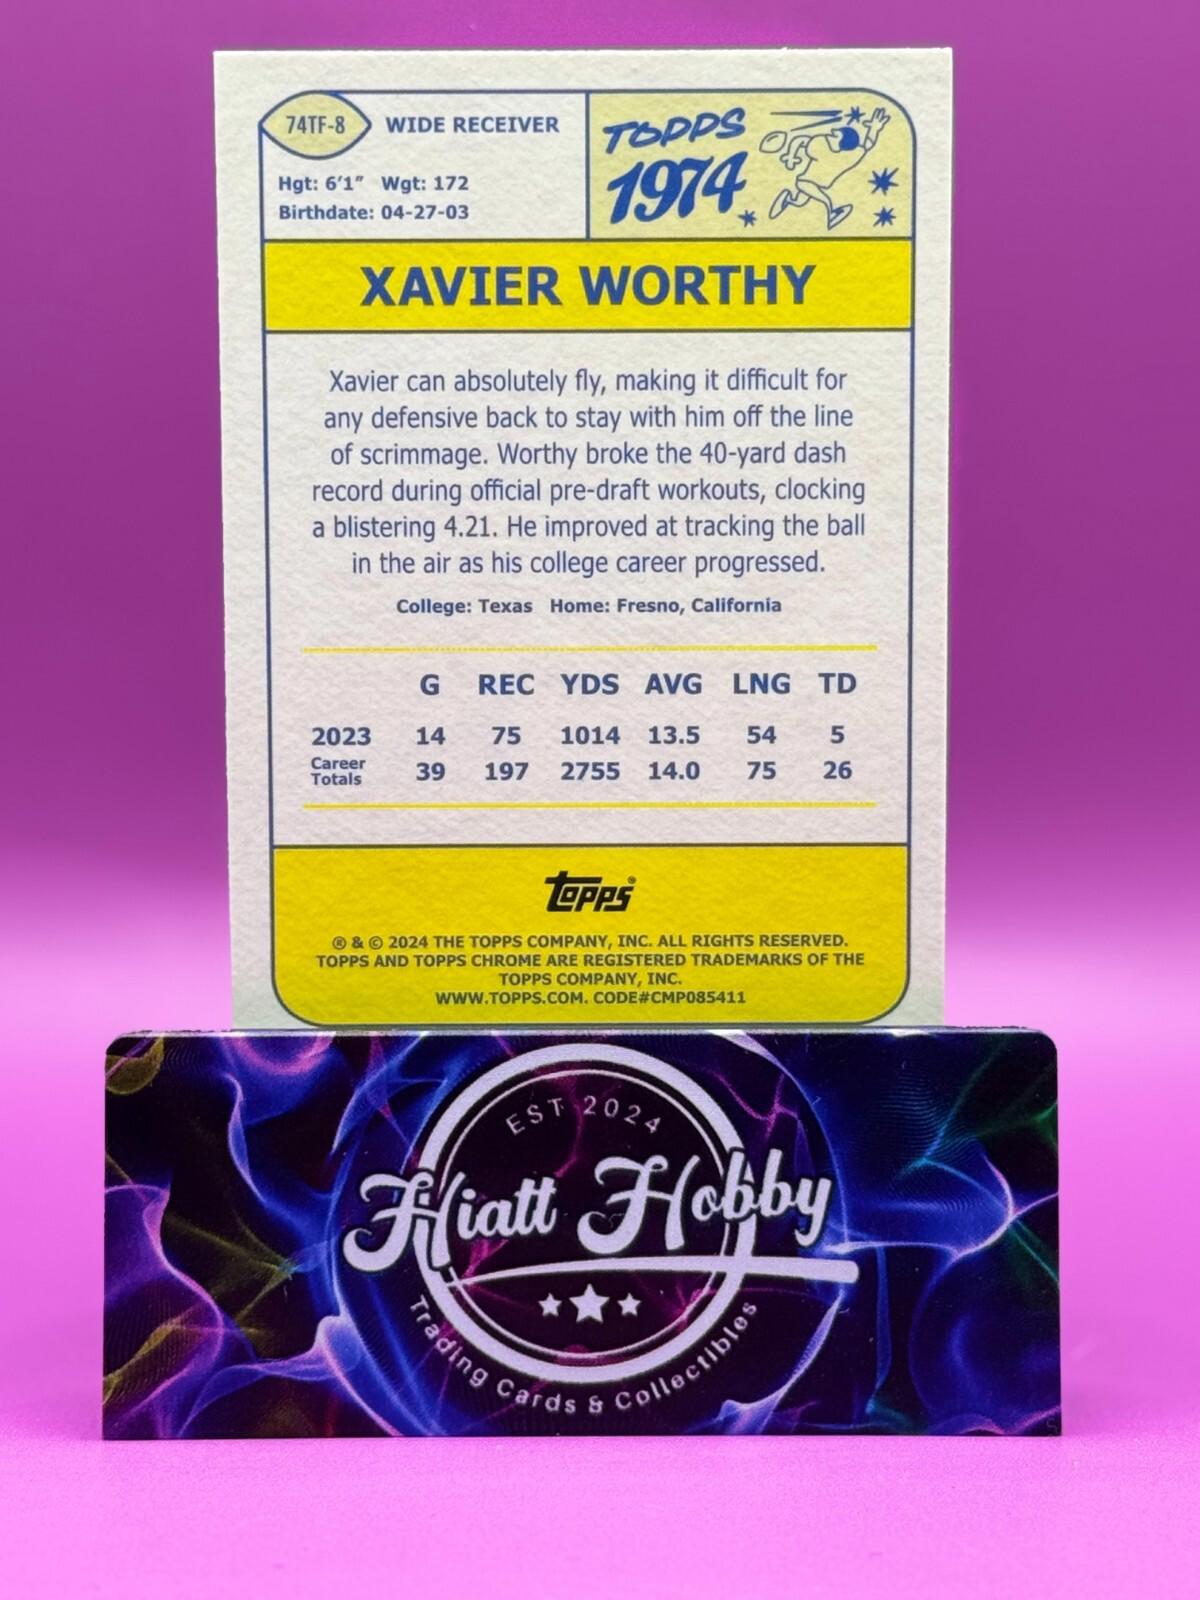 74TF-8 WIDE RECEIVER
Hgt: 6'1" Wgt: 172
Birthdate: 04-27-03
TOPPS
1974
XAVIER WORTHY
Xavier can absolutely fly, making it difficult for
any defensive back to stay with him off the line
of scrimmage. Worthy broke the 40-yard dash
record during official pre-draft workouts, clocking
a blistering 4.21. He improved at tracking the ball
in the air as his college career progressed.
College: Texas Home: Fresno, California
G REC YDS AVG LNG TD
2023 14 75 1014 13.5 54 5
Career Totals 39 197 2755 14.0 75 26
topps®
® & © 2024 THE TOPPS COMPANY, INC. ALL RIGHTS RESERVED.
TOPPS AND TOPPS CHROME ARE REGISTERED TRADEMARKS OF THE
TOPPS COMPANY, INC.
WWW.TOPPS.COM. CODE#CMP085411
EST 2024
Hiatt Hobby
Trading Cards & Collectibles